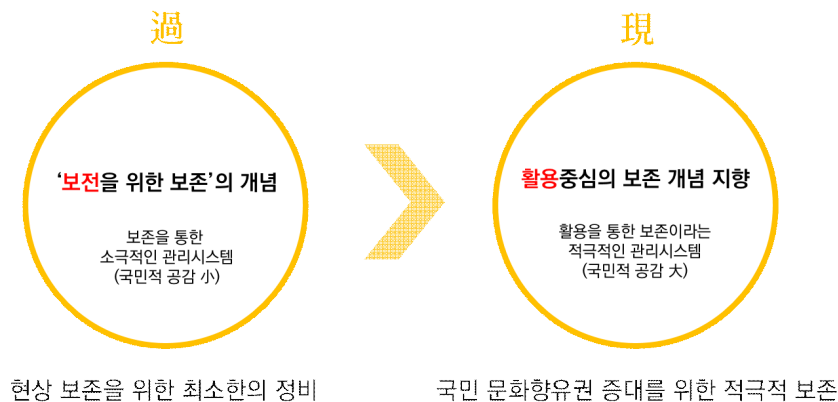 過
現
‘보전을 위한 보존’의 개념
보존을 통한
소극적인 관리시스템
(국민적 공감 小)
활용중심의 보존 개념 지향
활용을 통한 보존이라는
적극적인 관리시스템
(국민적 공감 大)
현상 보존을 위한 최소한의 정비
국민 문화향유권 증대를 위한 적극적 보존